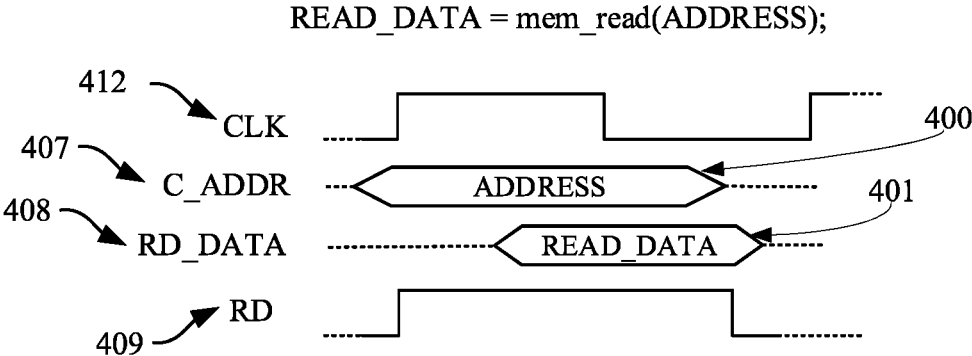 READ_DATA = mem_read(ADDRESS);
412
CLK
400
407
C_ADDR
ADDRESS
408
401
RD_DATA
READ_DATA
RD
409